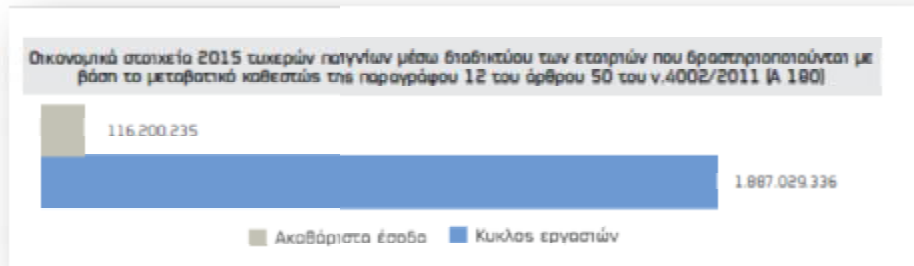 Οικονομικά στοιχεία 2015 τυχερών παιγνίων μέσω διαδικτύου των εταιριών που δραστηριοποιούνται με
βάση το μεταβατικό καθεστώς της παραγράφου 12 του άρθρου 50 του ν.4002/2011 (Α 180)
116.200.235
1.887.029.336
Ακαθάριστα έσοδα Κυκλος εργασιών